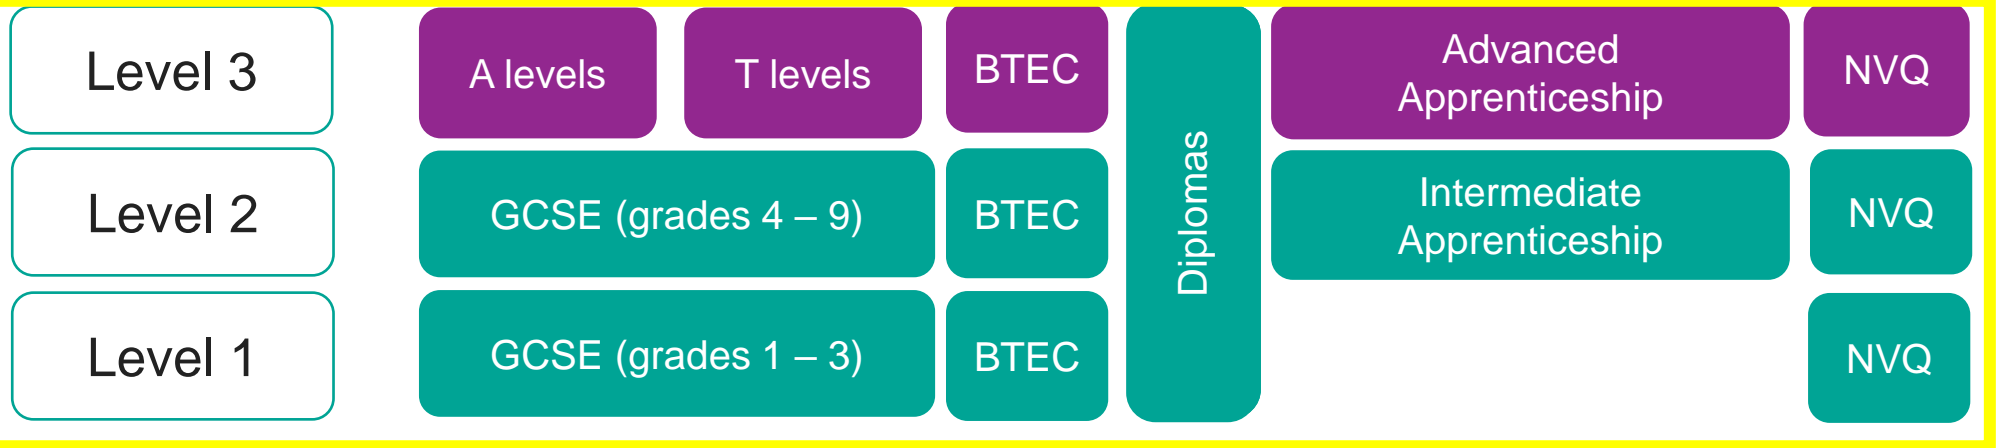 Level 3
A levels
T levels
BTEC
Advanced
Apprenticeship
NVQ
Level 2
GCSE (grades 4 – 9)
BTEC
Diplomas
Intermediate
Apprenticeship
NVQ
Level 1
GCSE (grades 1 – 3)
BTEC
NVQ